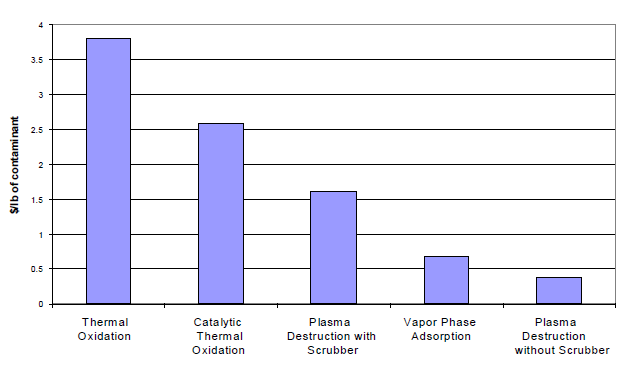 4
3.5
3
2.5
2
1.5
1
0.5
0
$/lb of contaminant
Thermal
Oxidation
Catalytic
Thermal
Oxidation
Plasma
Destruction with
Scrubber
Vapor Phase
Adsorption
Plasma
Destruction
without Scrubber